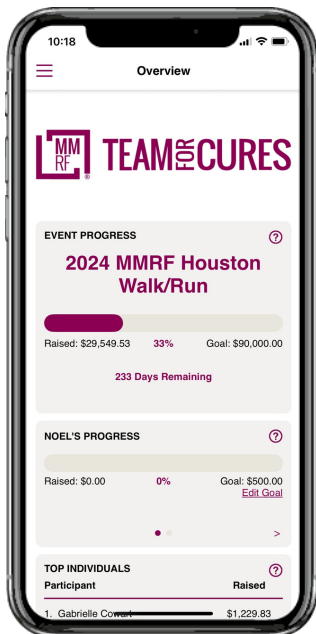 10:18
Overview
MM
RF
®
TEAM FOR CURES
EVENT PROGRESS
?
2024 MMRF Houston
Walk/Run
Raised: $29,549.53 33% Goal: $90,000.00
233 Days Remaining
NOEL'S PROGRESS
?
Raised: $0.00 0% Goal: $500.00
Edit Goal
>
TOP INDIVIDUALS
?
Participant Raised
1. Gabrielle $1,229.83